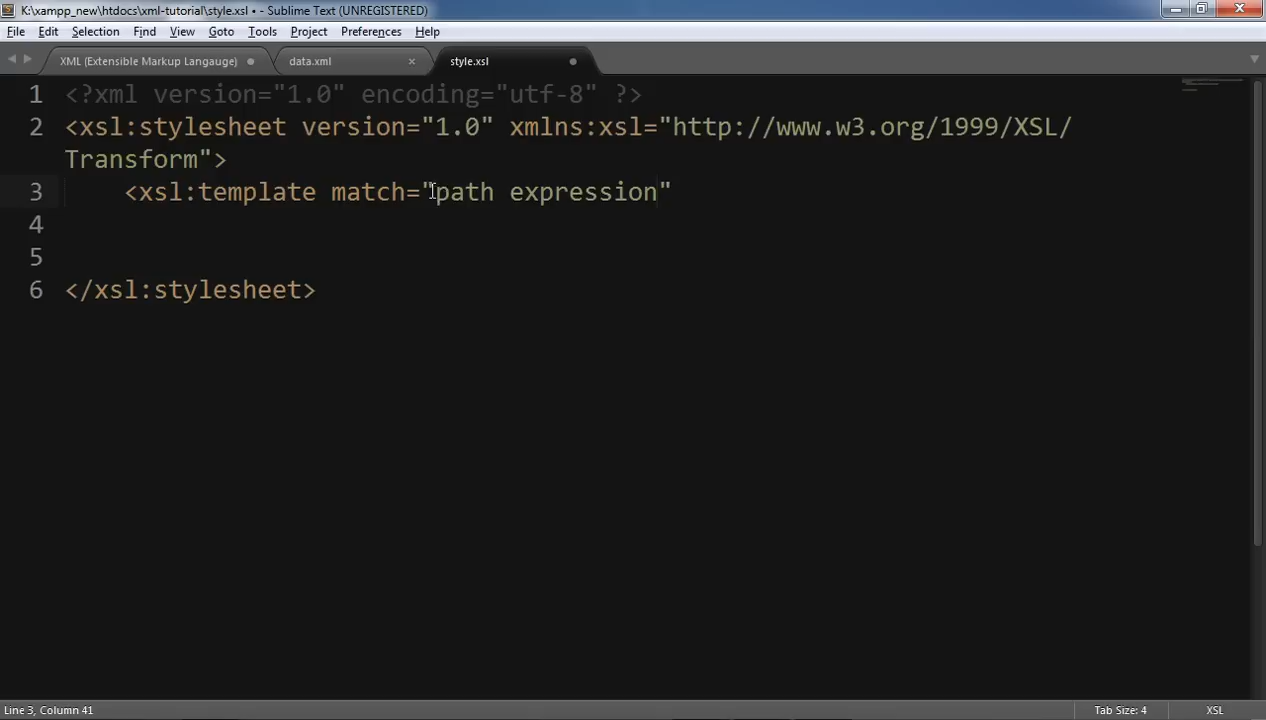 K:\xampp_new\htdocs\xml-tutorial\style.xsl • - Sublime Text (UNREGISTERED)
File Edit Selection Find View Goto Tools Project Preferences Help
XML (Extensible Markup Langauge) data.xml style.xsl
1 <?xml version="1.0" encoding="utf-8" ?>
2 <xsl:stylesheet version="1.0" xmlns:xsl="http://www.w3.org/1999/XSL/
Transform">
3 <xsl:template match="path expression"
4
5
6 </xsl:stylesheet>
Line 3, Column 41 Tab Size: 4 XSL